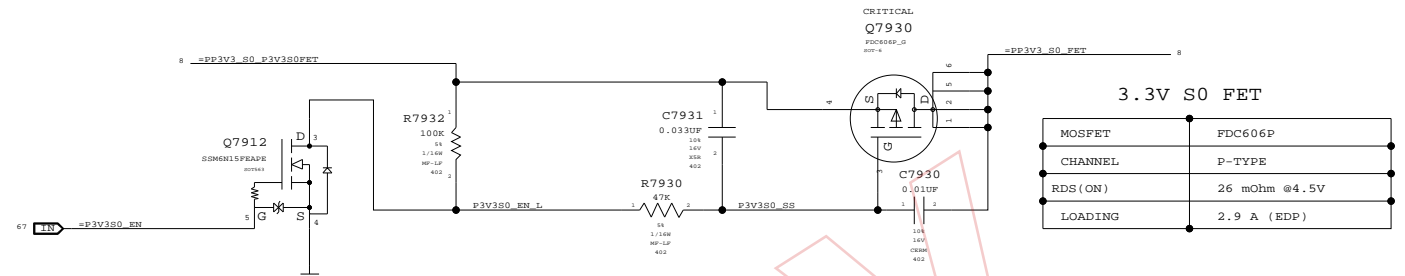 CRITICAL
Q7930
FDC606P_G
SOT-6
8 =PP3V3_S0_P3V3S0FET
=PP3V3_S0_FET 8
6
5
2
1
4
S
D
G
3
3.3V S0 FET
MOSFET FDC606P
CHANNEL P-TYPE
RDS(ON) 26 mOhm @4.5V
LOADING 2.9 A (EDP)
Q7912
SSM6N15FEAPE
SOT563
D 3
5 G S 4
67 IN =P3V3S0_EN
R7932
100K
5%
1/16W
MF-LF
402
1
2
C7931
0.033UF
10%
16V
X5R
402
1
2
P3V3S0_EN_L
R7930
47K
1 2
5%
1/16W
MF-LF
402
P3V3S0_SS
C7930
0.01UF
1 2
10%
16V
CERM
402